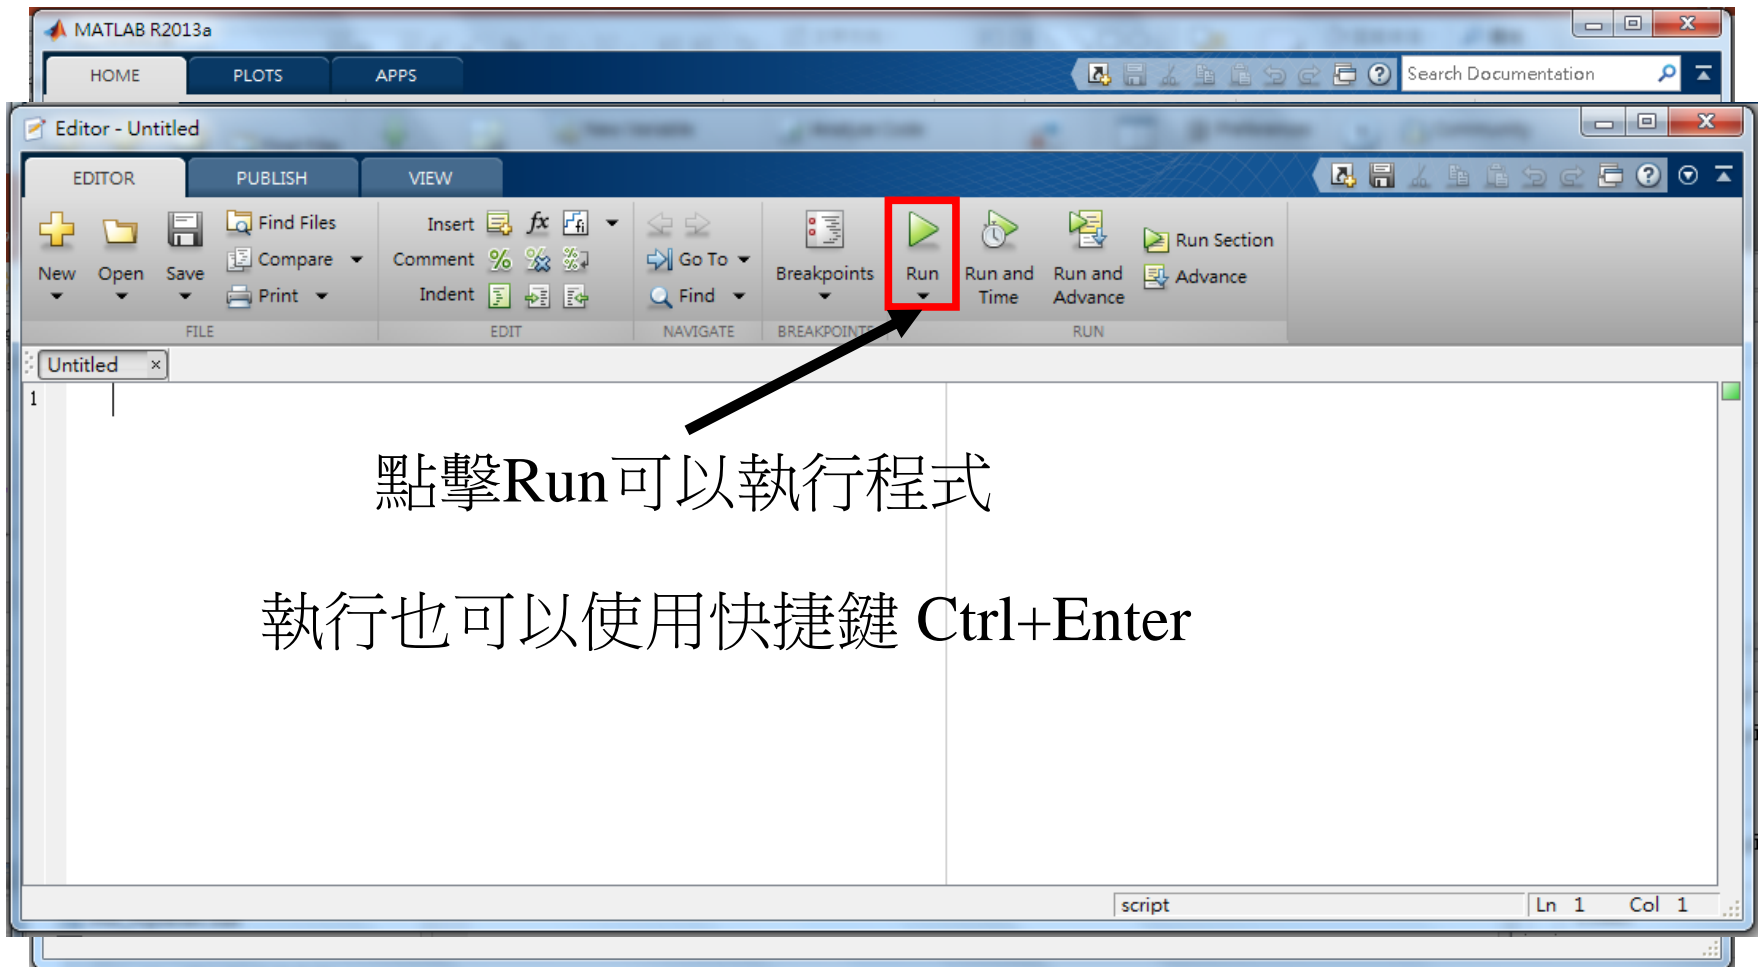 MATLAB R2013a
HOME PLOTS APPS Search Documentation
Editor - Untitled
EDITOR PUBLISH VIEW
New Open Save Find Files Compare Print
Insert Comment Indent
Go To Find
Breakpoints Run Run and Time Run and Advance Run Section Advance
FILE EDIT NAVIGATE BREAKPOINTS RUN
Untitled
1
點擊Run可以執行程式
執行也可以使用快捷鍵 Ctrl+Enter
script Ln 1 Col 1